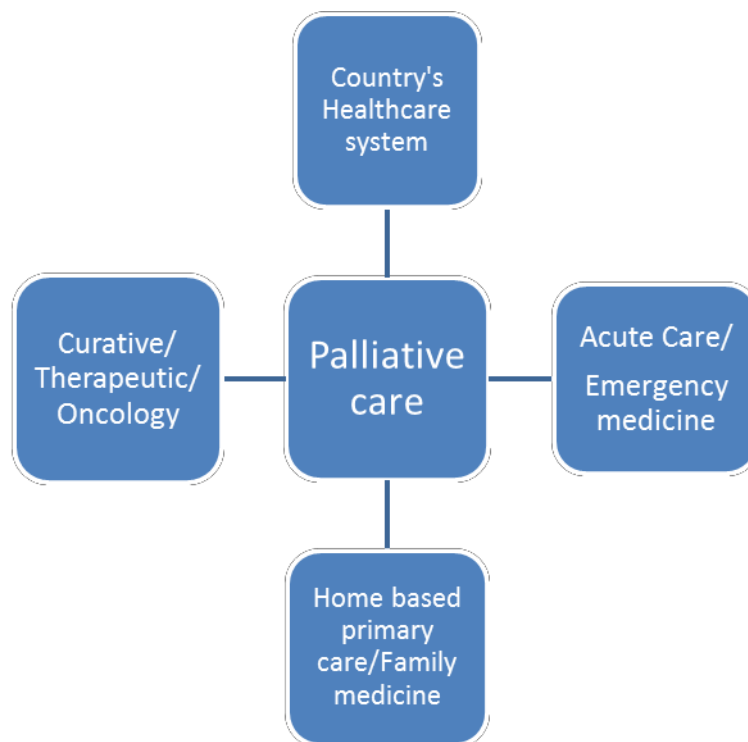 Country's
Healthcare
system
Curative/
Therapeutic/
Oncology
Palliative
care
Acute Care/
Emergency
medicine
Home based
primary
care/Family
medicine